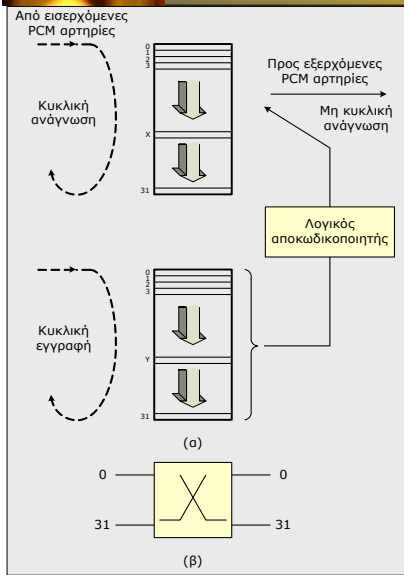 Από εισερχόμενες
PCM αρτηρίες
0
1
2
3
Κυκλική
ανάγνωση
X
31
Προς εξερχόμενες
PCM αρτηρίες
Μη κυκλική
ανάγνωση
Λογικός
αποκωδικοποιητής
0
1
2
3
Κυκλική
εγγραφή
Y
31
(α)
0
0
31
31
(β)